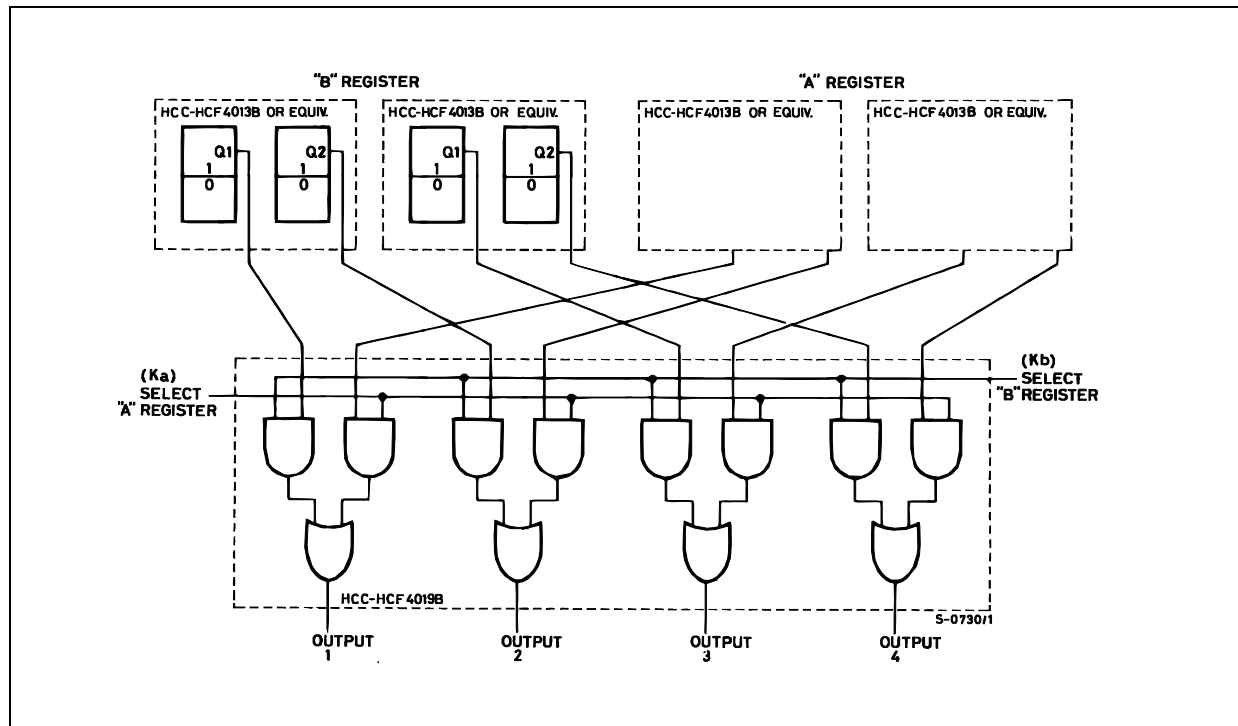 "B" REGISTER
"A" REGISTER
HCC-HCF4013B OR EQUIV.
HCC-HCF4013B OR EQUIV.
HCC-HCF4013B OR EQUIV.
HCC-HCF4013B OR EQUIV.
Q1
1
0
Q2
1
0
Q1
1
0
Q2
1
0
(Ka)
SELECT
"A" REGISTER
(Kb)
SELECT
"B" REGISTER
HCC-HCF4019B
S-0730/1
OUTPUT
1
OUTPUT
2
OUTPUT
3
OUTPUT
4